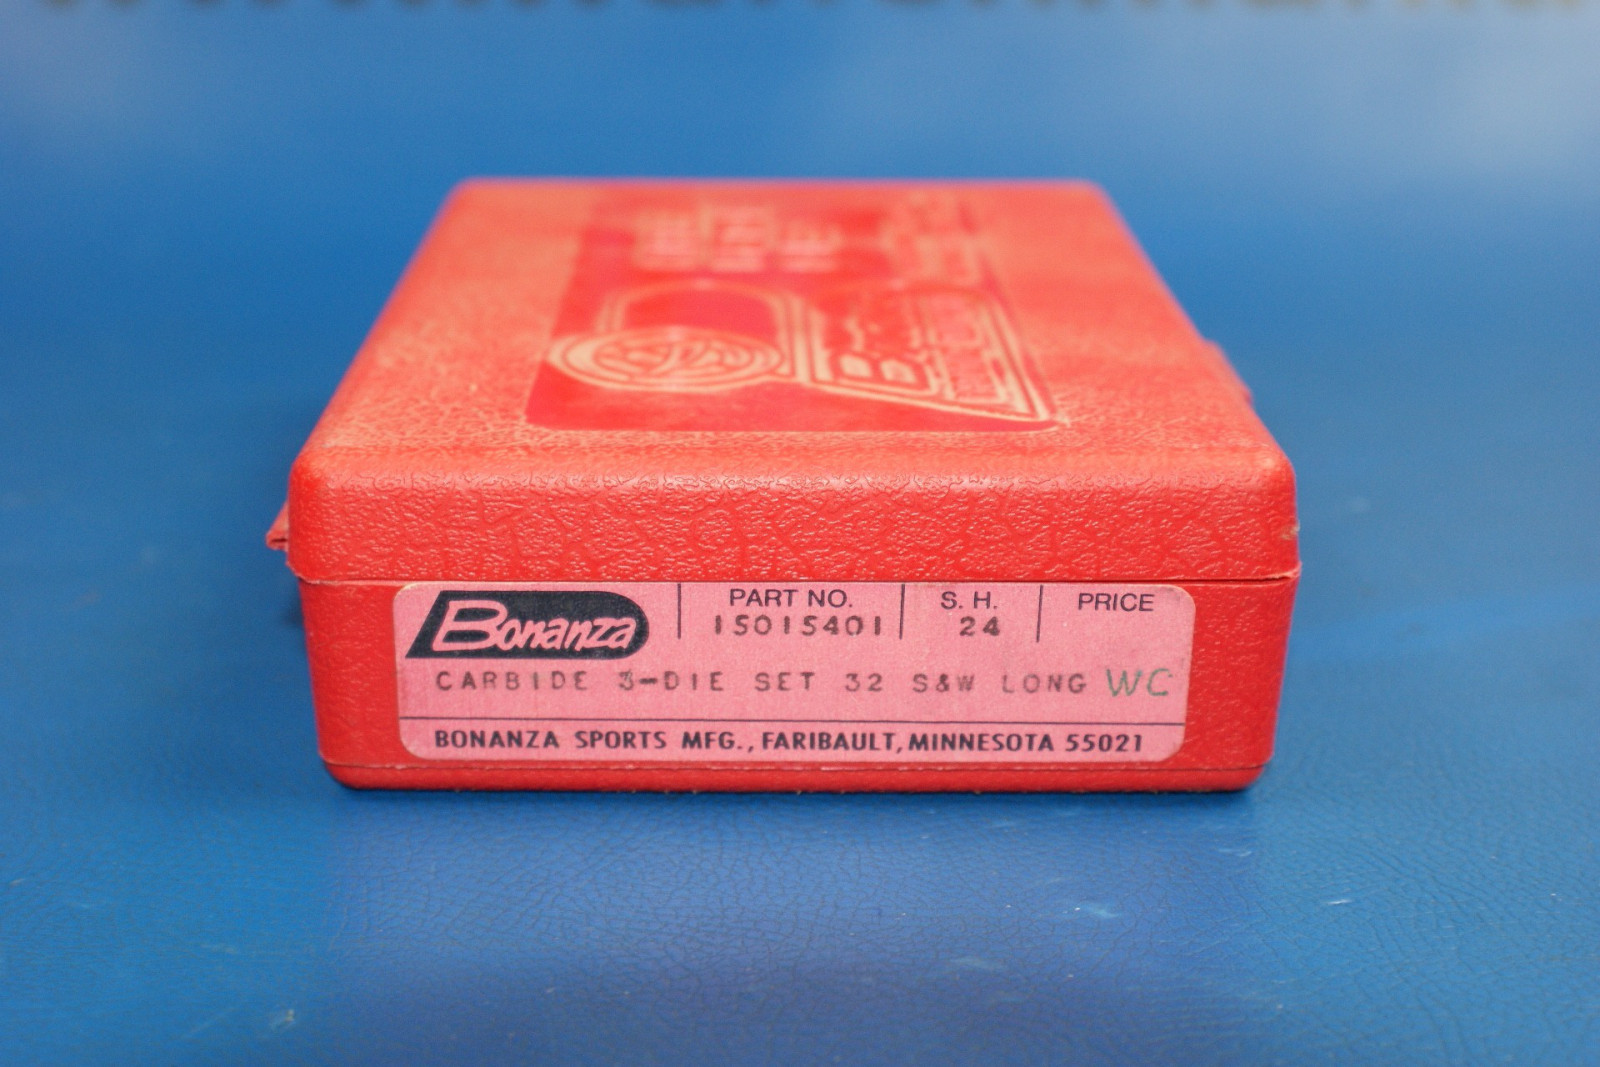 Bonanza
PART NO. S. H. PRICE
15015401 24
CARBIDE 3-DIE SET 32 S&W LONG WC
BONANZA SPORTS MFG., FARIBAULT, MINNESOTA 55021